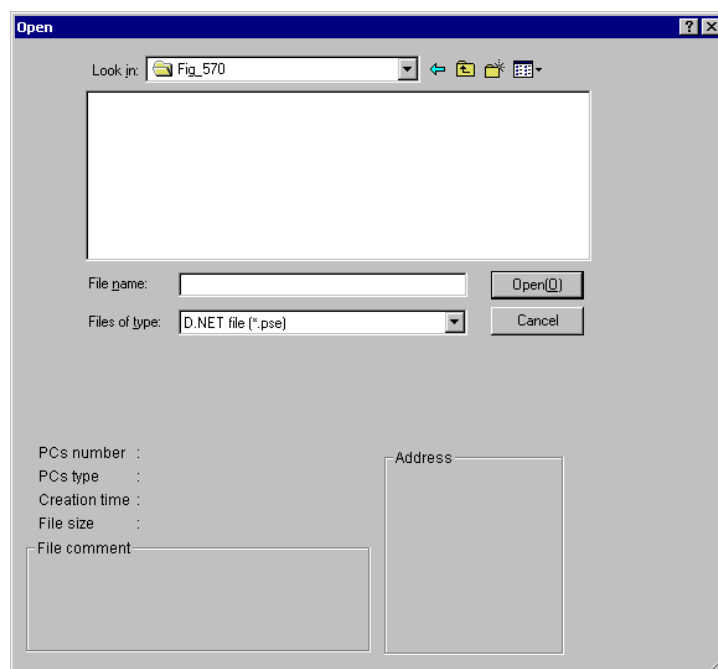 Open
Look in: Fig_570
File name: Open(O)
Files of type: D.NET file (*.pse) Cancel
PCs number :
PCs type :
Creation time :
File size :
File comment
Address